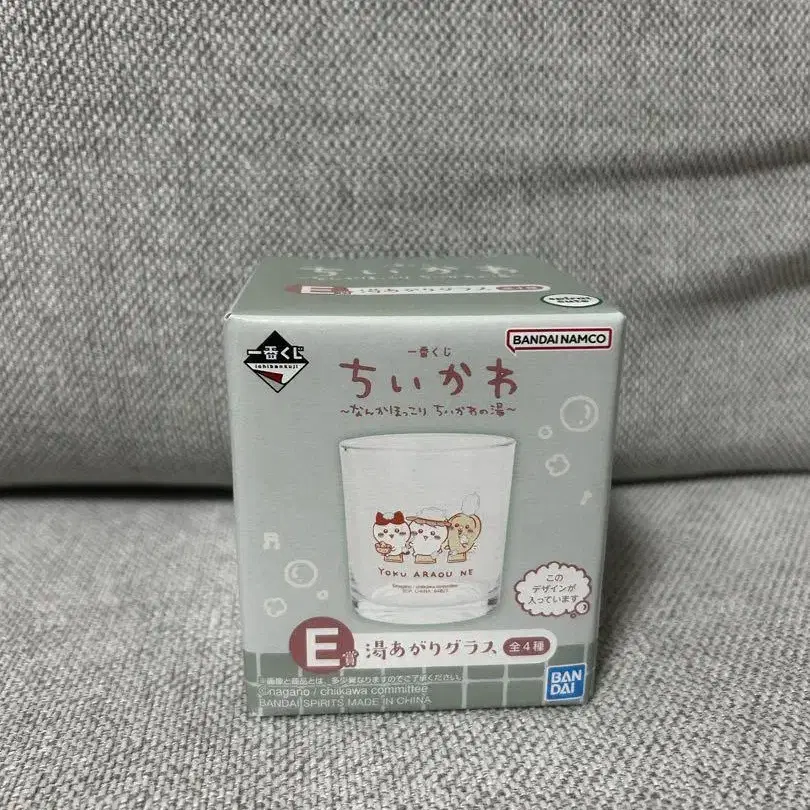 ちいかわ
E賞 湯あがりグラス
一番くじ
ichibankuji
BANDAI NAMCO
一番くじ
ちいかわ
〜なんかほっこり ちいかわの湯〜
YOKU ARAOU NE
このデザインが入っています
E賞 湯あがりグラス 全4種
※画像と商品とは、多少異なりますのでご了承ください。
©nagano / chiikawa committee
BANDAI SPIRITS MADE IN CHINA
BAN
DAI